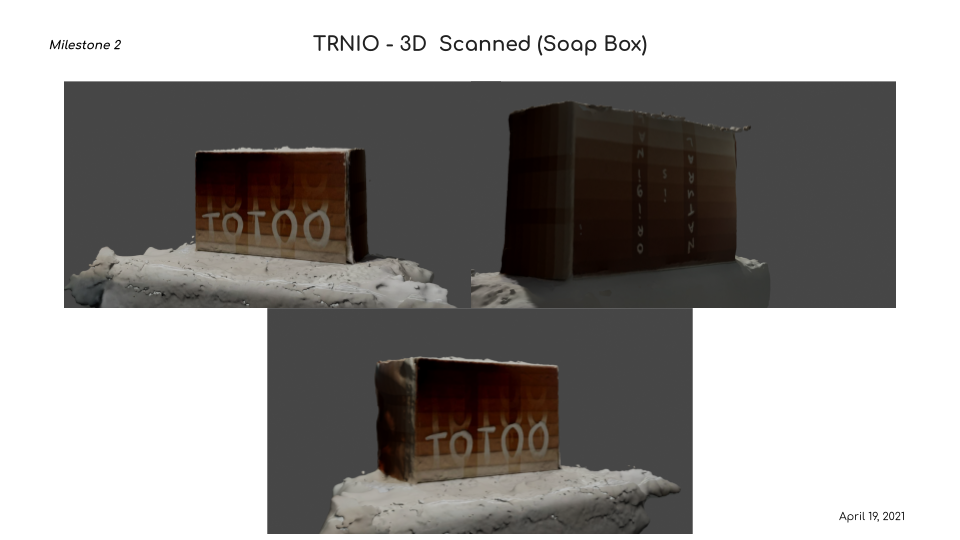 Milestone 2
TRNIO - 3D Scanned (Soap Box)
TOTOO
TOTOO
April 19, 2021